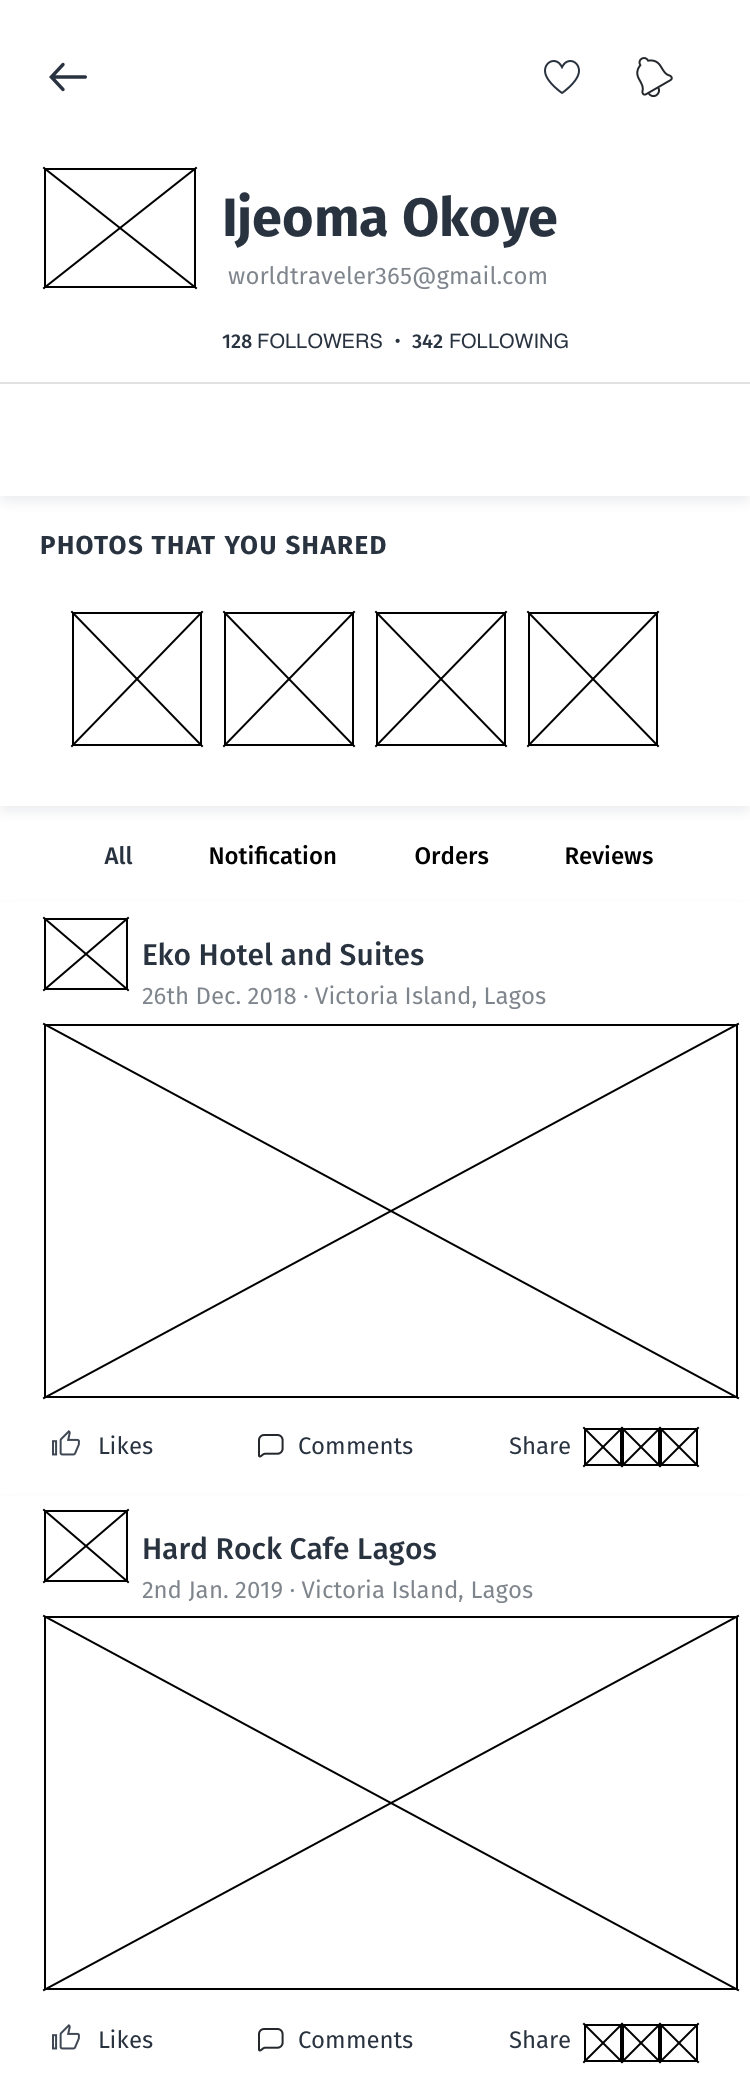 Ijeoma Okoye
worldtraveler365@gmail.com
128 FOLLOWERS • 342 FOLLOWING
PHOTOS THAT YOU SHARED
All Notification Orders Reviews
Eko Hotel and Suites
26th Dec. 2018 · Victoria Island, Lagos
Likes Comments Share
Hard Rock Cafe Lagos
2nd Jan. 2019 · Victoria Island, Lagos
Likes Comments Share